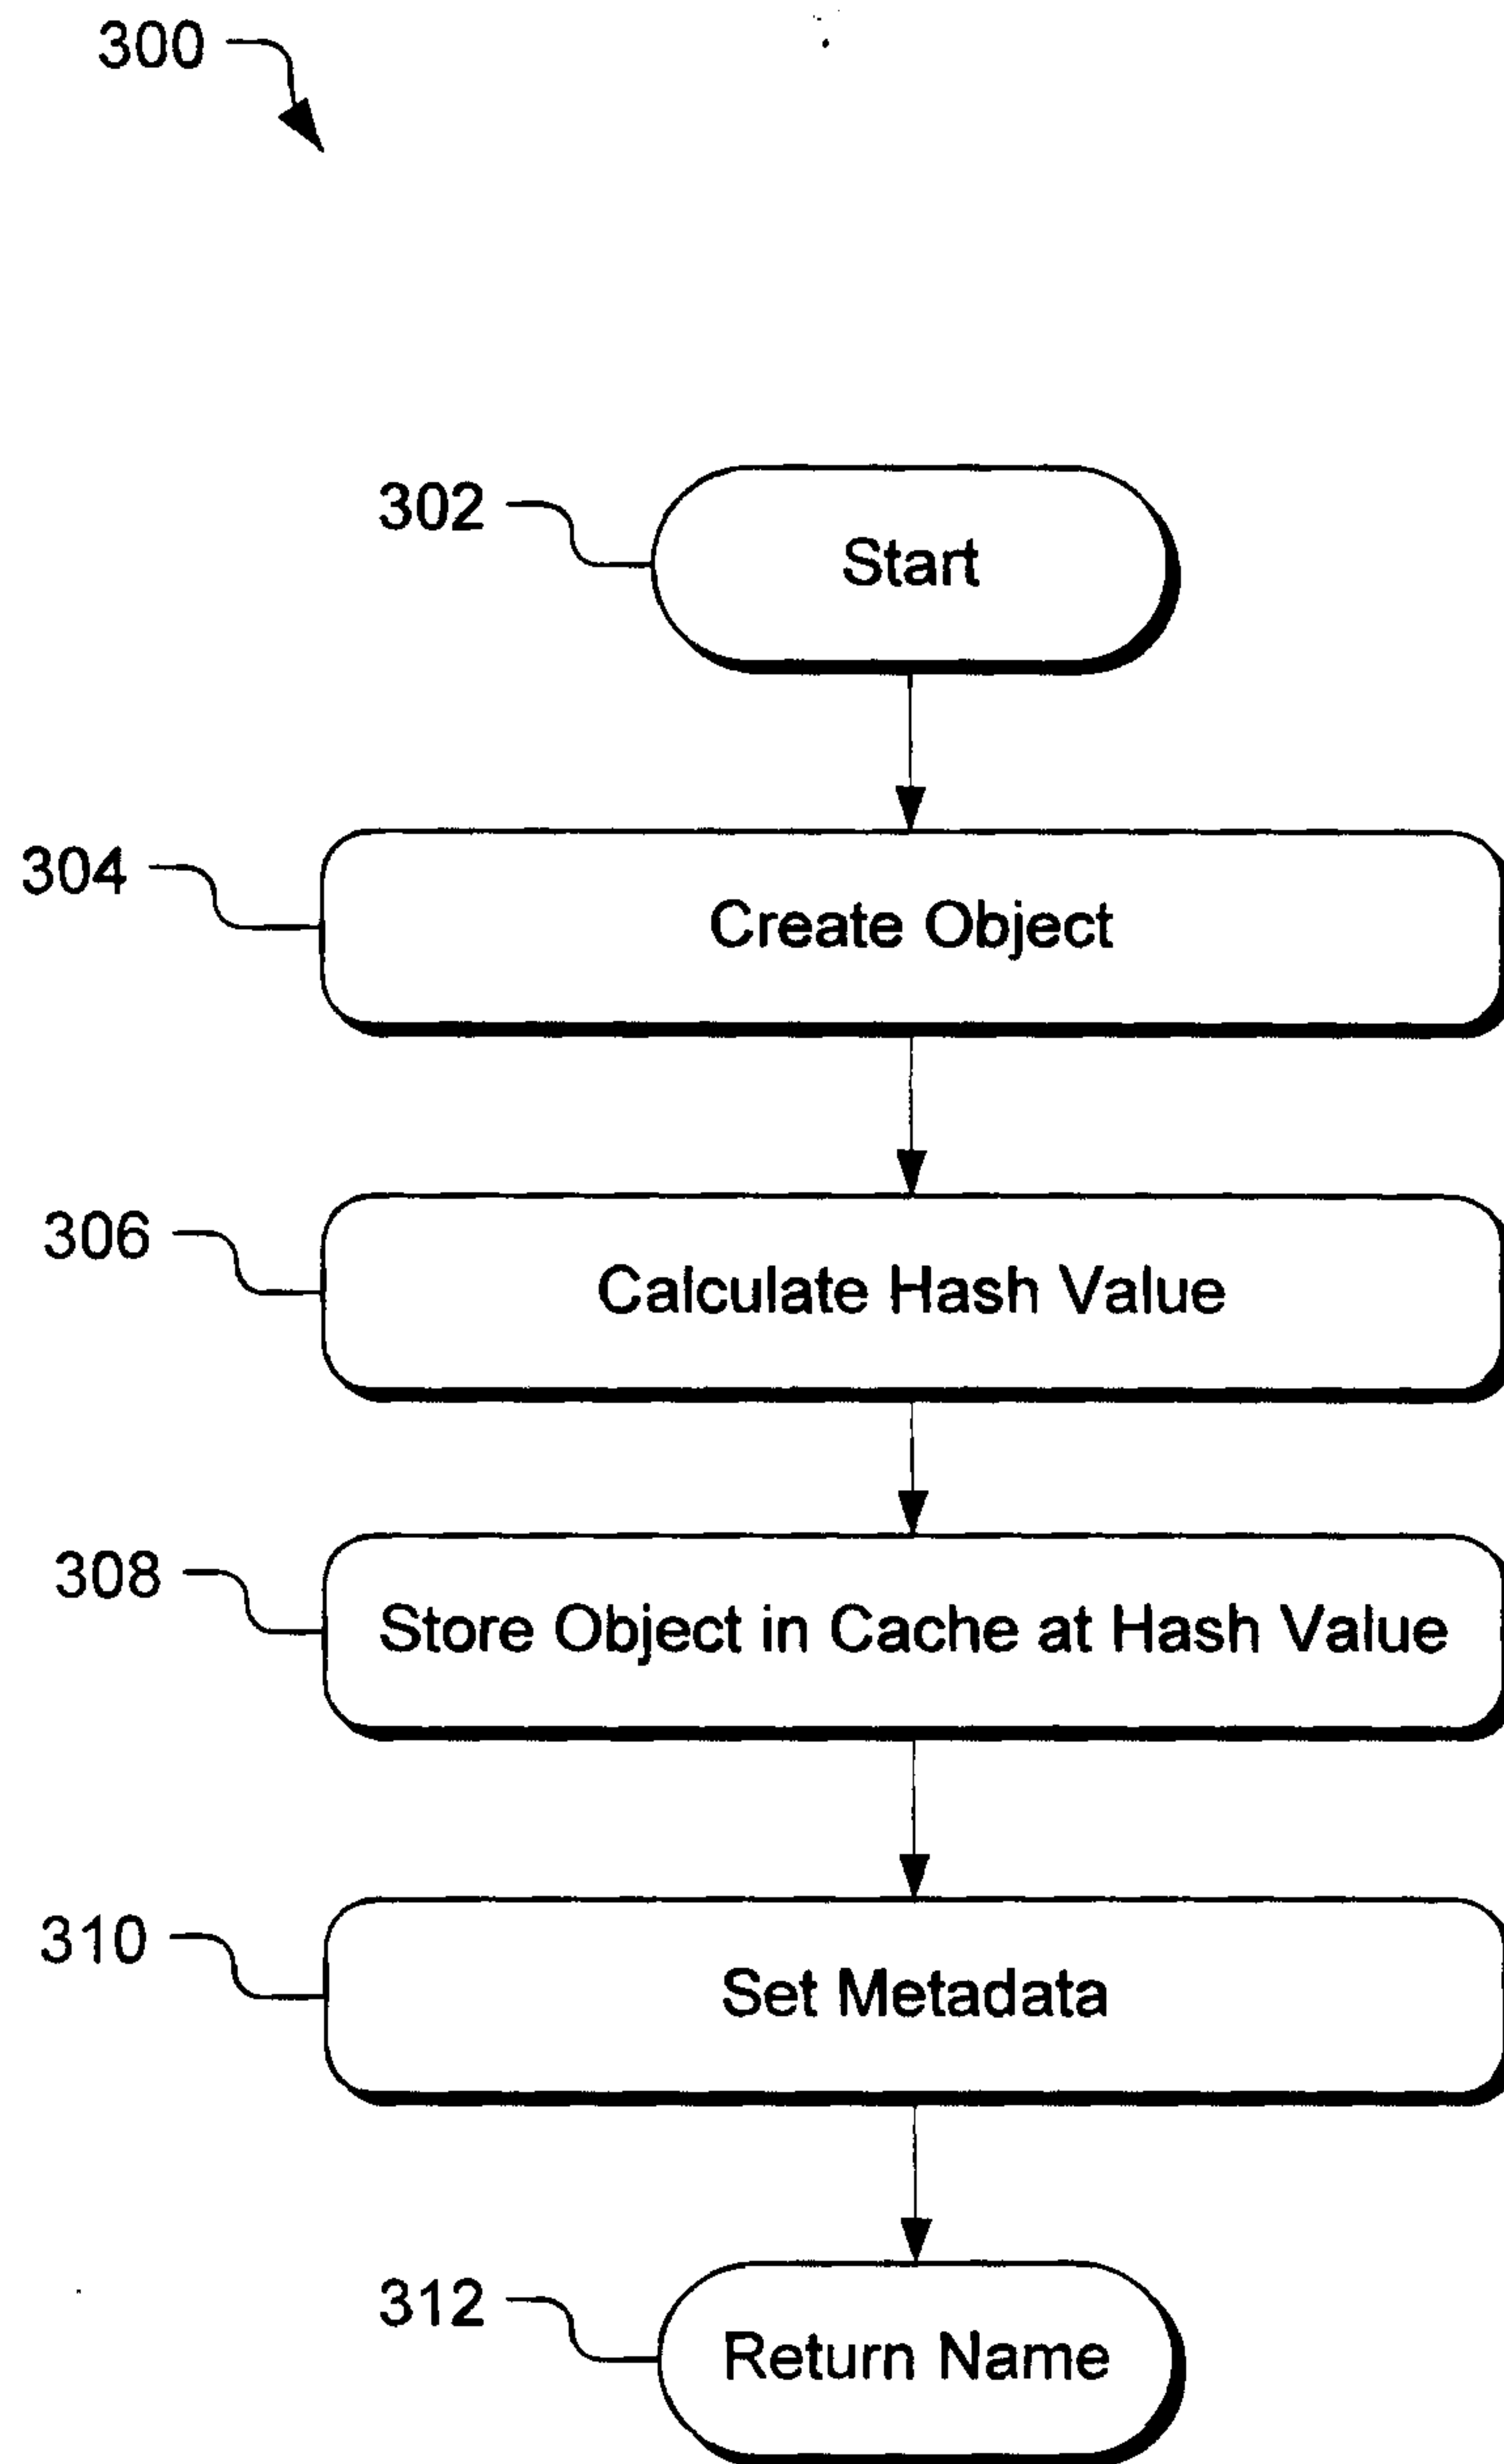 300
302
Start
304
Create Object
306
Calculate Hash Value
308
Store Object in Cache at Hash Value
310
Set Metadata
312
Return Name